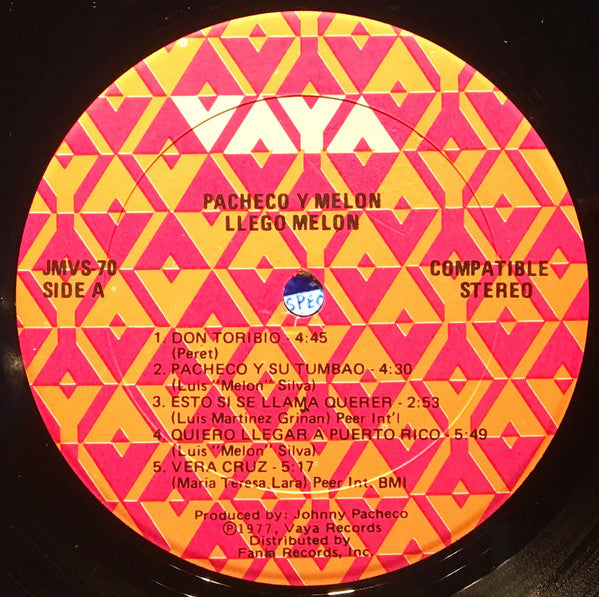 VAYA
PACHECO Y MELON
LLEGO MELON
JMVS-70
SIDE A
COMPATIBLE
STEREO
SPEC
1. DON TORIBIO - 4:45
(Peret)
2. PACHECO Y SU TUMBAO - 4:30
(Luis "Melon" Silva)
3. ESTO SI SE LLAMA QUERER - 2:53
(Luis Martinez Grinan) Peer Int'l
4. QUIERO LLEGAR A PUERTO RICO - 5:49
(Luis "Melon" Silva)
5. VERA CRUZ - 5:17
(Maria Teresa Lara) Peer Int, BMI
Produced by: Johnny Pacheco
Ⓟ1977, Vaya Records
Distributed by
Fania Records, Inc.